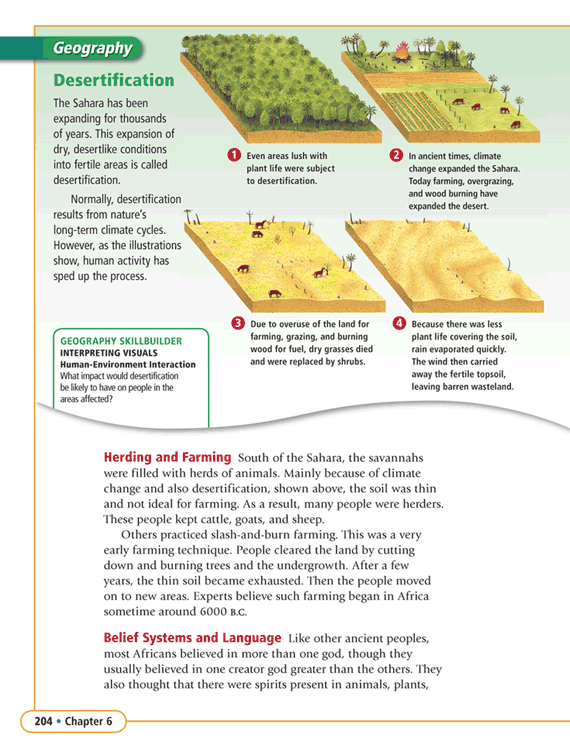 Geography
Desertification
The Sahara has been
expanding for thousands
of years. This expansion of
dry, desertlike conditions
into fertile areas is called
desertification.
Normally, desertification
results from nature's
long-term climate cycles.
However, as the illustrations
show, human activity has
sped up the process.
1 Even areas lush with
plant life were subject
to desertification.
2 In ancient times, climate
change expanded the Sahara.
Today farming, overgrazing,
and wood burning have
expanded the desert.
3 Due to overuse of the land for
farming, grazing, and burning
wood for fuel, dry grasses died
and were replaced by shrubs.
4 Because there was less
plant life covering the soil,
rain evaporated quickly.
The wind then carried
away the fertile topsoil,
leaving barren wasteland.
GEOGRAPHY SKILLBUILDER
INTERPRETING VISUALS
Human-Environment Interaction
What impact would desertification
be likely to have on people in the
areas affected?
Herding and Farming South of the Sahara, the savannahs
were filled with herds of animals. Mainly because of climate
change and also desertification, shown above, the soil was thin
and not ideal for farming. As a result, many people were herders.
These people kept cattle, goats, and sheep.
Others practiced slash-and-burn farming. This was a very
early farming technique. People cleared the land by cutting
down and burning trees and the undergrowth. After a few
years, the thin soil became exhausted. Then the people moved
on to new areas. Experts believe such farming began in Africa
sometime around 6000 B.C.
Belief Systems and Language Like other ancient peoples,
most Africans believed in more than one god, though they
usually believed in one creator god greater than the others. They
also thought that there were spirits present in animals, plants,
204 • Chapter 6